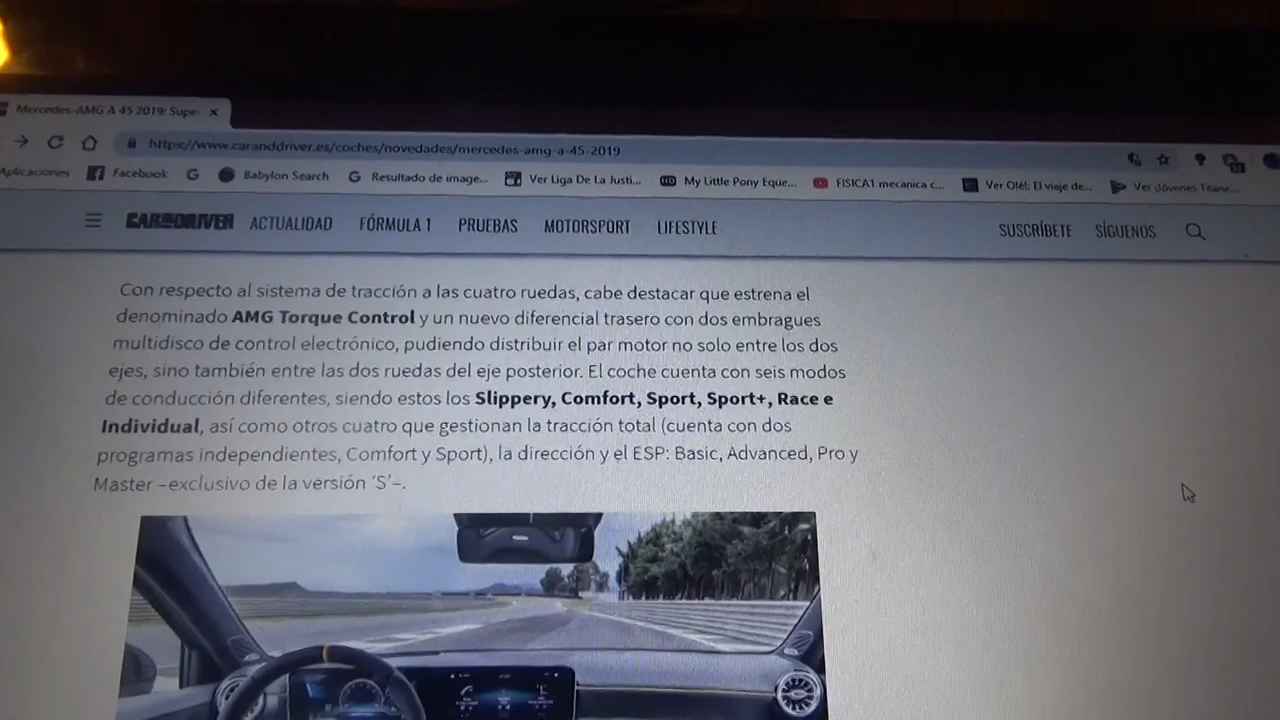 Mercedes-AMG A 45 2019: Supe
https://www.caranddriver.es/coches/novedades/mercedes-amg-a-45-2019
Aplicaciones Facebook Babylon Search Resultado de image... Ver Liga De La Justi... My Little Pony Eque... FISICA1 mecanica c... Ver Olé!: El viaje de... Ver Jóvenes Titane...
CAR AND DRIVER ACTUALIDAD FÓRMULA 1 PRUEBAS MOTORSPORT LIFESTYLE SUSCRÍBETE SÍGUENOS
Con respecto al sistema de tracción a las cuatro ruedas, cabe destacar que estrena el
denominado AMG Torque Control y un nuevo diferencial trasero con dos embragues
multidisco de control electrónico, pudiendo distribuir el par motor no solo entre los dos
ejes, sino también entre las dos ruedas del eje posterior. El coche cuenta con seis modos
de conducción diferentes, siendo estos los Slippery, Comfort, Sport, Sport+, Race e
Individual, así como otros cuatro que gestionan la tracción total (cuenta con dos
programas independientes, Comfort y Sport), la dirección y el ESP: Basic, Advanced, Pro y
Master –exclusivo de la versión ‘S’–.